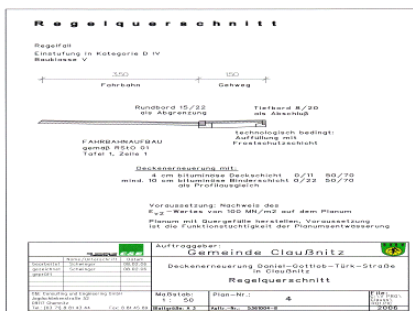 Regelquerschnitt
Regelfall
Einstufung in Kategorie D IV
Bauklasse V
350
150
Fahrbahn
Gehweg
Rundbord 15/22
als Abgrenzung
Tiefbord 8/20
als Abschluß
technologisch bedingt:
Auffüllung mit
Frostschutzschicht
FAHRBAHNAUFBAU
gemäß RStO 01
Tafel 1, Zeile 1
Deckenerneuerung mit:
4 cm bituminöse Deckschicht 0/11 50/70
mind. 10 cm bituminöse Binderschicht 0/22 50/70
als Profilausgleich
Voraussetzung: Nachweis des
Ev2-Wertes von 100 MN/m2 auf dem Planum
Planum mit Quergefälle herstellen, Voraussetzung
ist die Funktionstüchtigkeit der Planumsentwässerung
Auftraggeber:
Gemeinde Claußnitz
Deckenerneuerung Daniel-Gottlob-Türk-Straße
in Claußnitz
Regelquerschnitt
Maßstab:
1 : 50
Plan-Nr.:
4
File:
2006